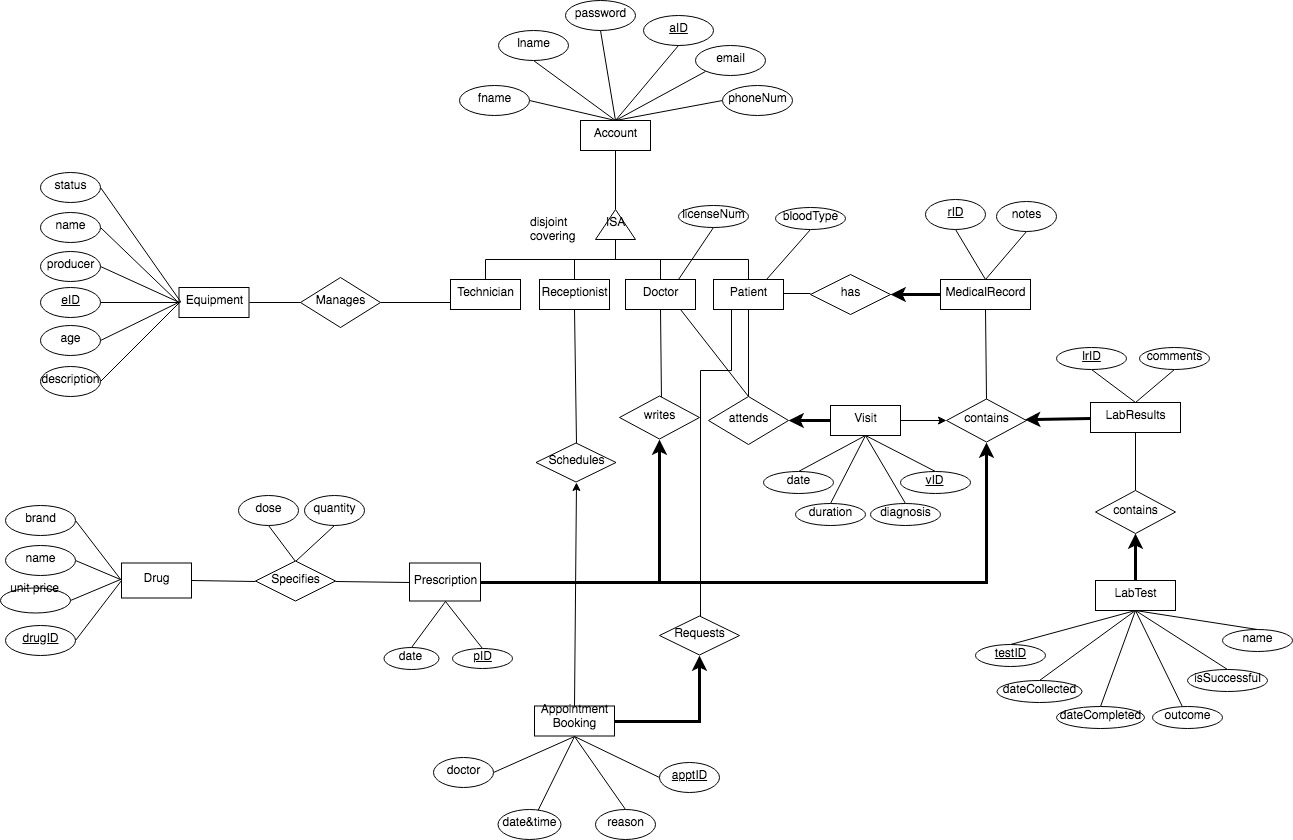 password
aID
lname
email
fname
phoneNum
Account
status
name
producer
eID
age
description
Equipment
Manages
disjoint
covering
ISA
licenseNum
bloodType
rID
notes
Technician
Receptionist
Doctor
Patient
has
MedicalRecord
lrID
comments
LabResults
writes
attends
Visit
contains
Schedules
date
vID
duration
diagnosis
contains
brand
name
unit price
drugID
Drug
dose
quantity
Specifies
Prescription
date
pID
Requests
LabTest
testID
name
dateCollected
isSuccessful
dateCompleted
outcome
Appointment
Booking
doctor
apptID
date&time
reason